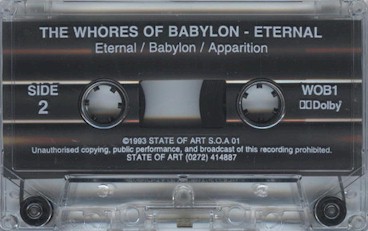 THE WHORES OF BABYLON - ETERNAL
Eternal / Babylon / Apparition
SIDE
2
WOB1
Dolby
©1993 STATE OF ART S.O.A 01
Unauthorised copying, public performance, and broadcast of this recording prohibited.
STATE OF ART (0272) 414887